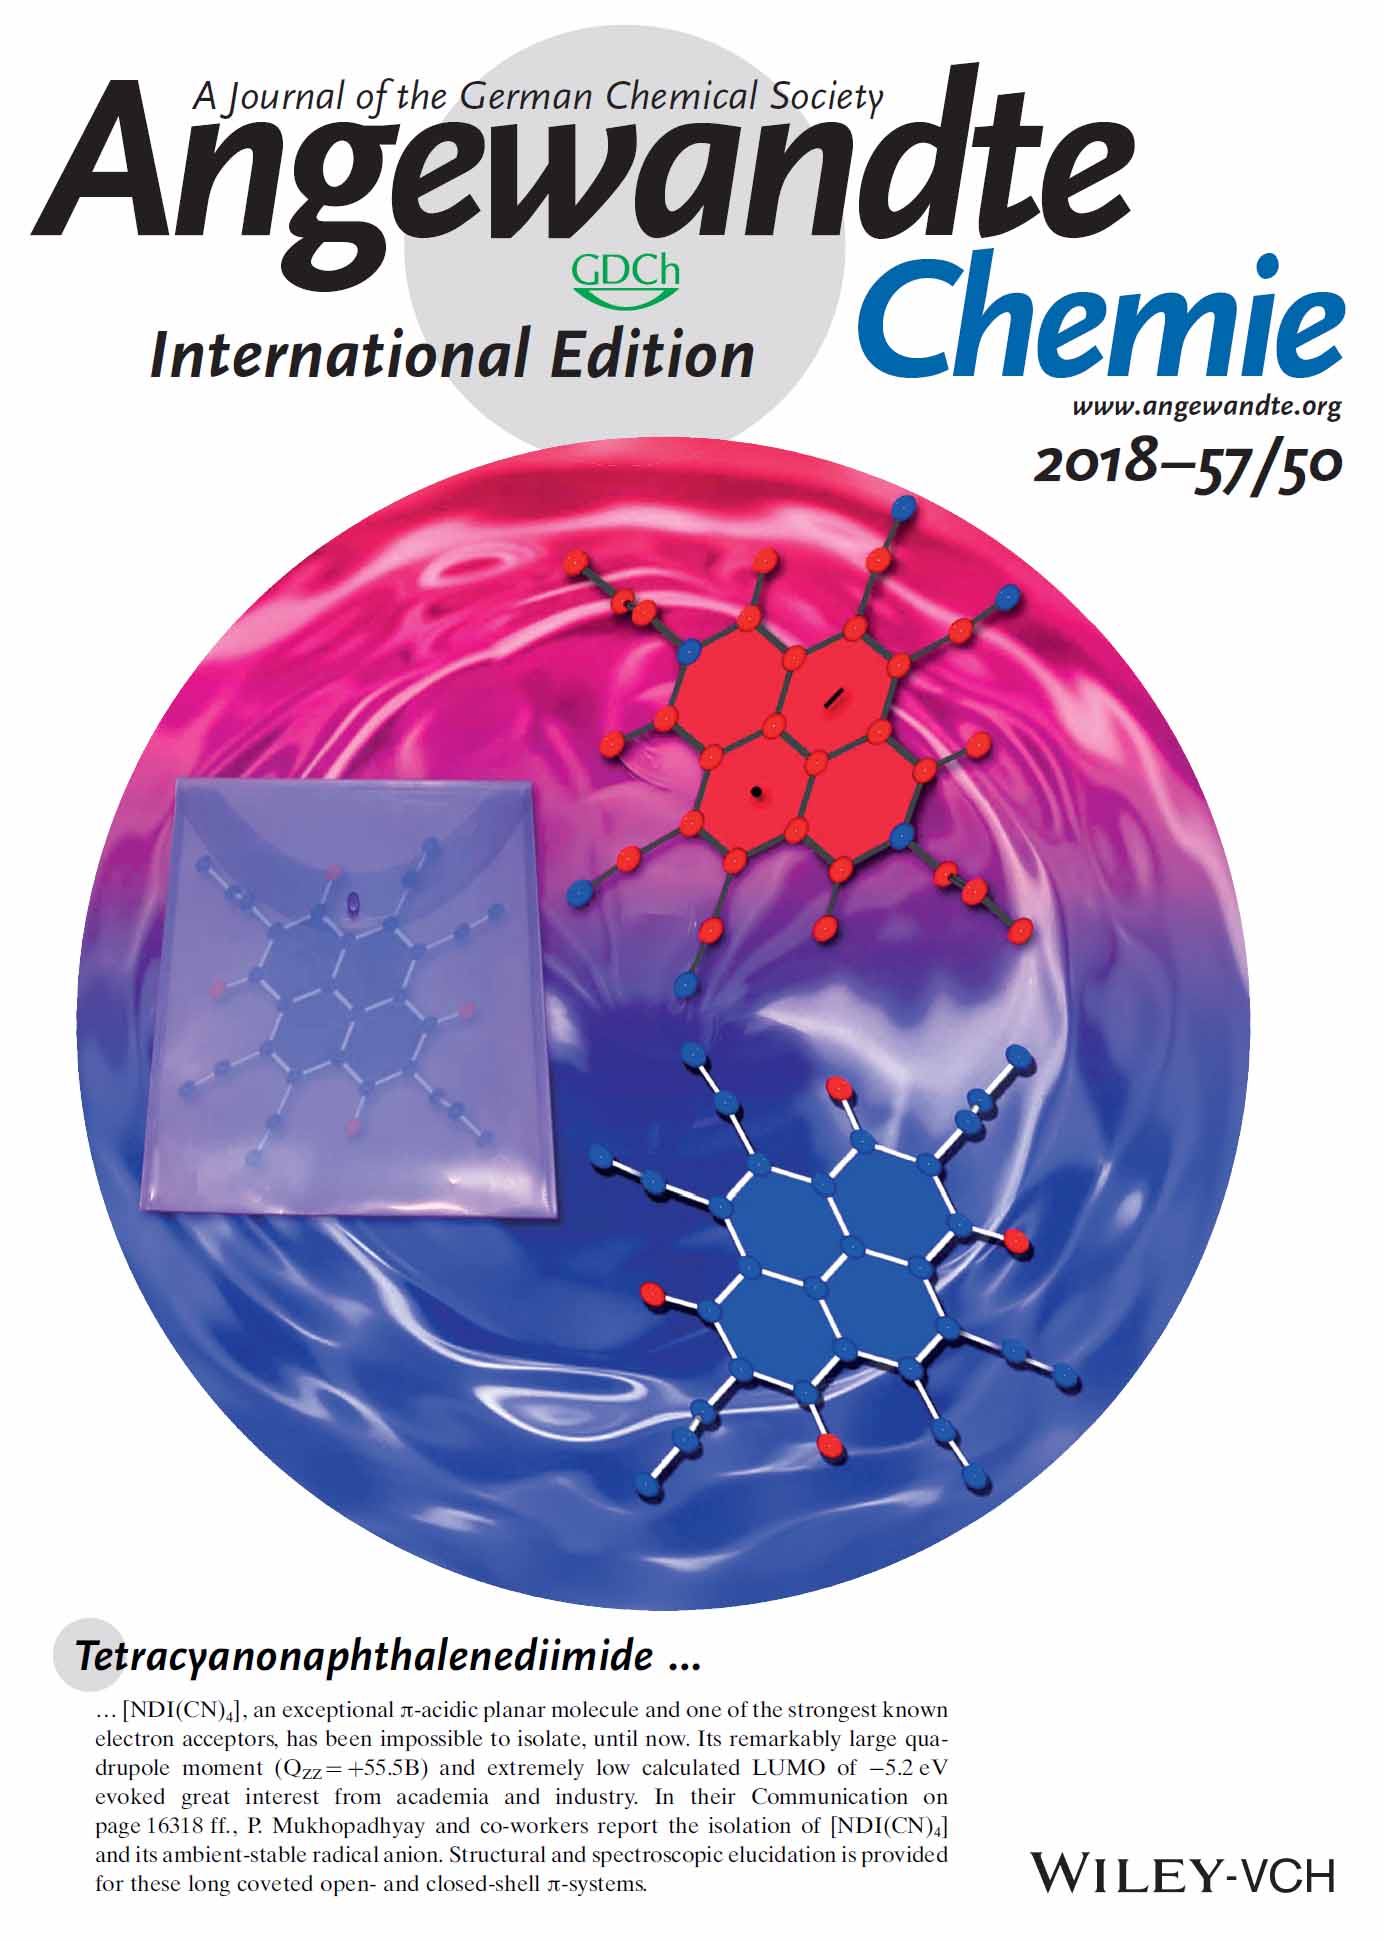 A Journal of the German Chemical Society
Angewandte
GDCh
Chemie
International Edition
www.angewandte.org
2018–57/50
Tetracyanonaphthalenediimide ...
… [NDI(CN)₄], an exceptional π-acidic planar molecule and one of the strongest known
electron acceptors, has been impossible to isolate, until now. Its remarkably large qua-
drupole moment (Q_ZZ = +55.5B) and extremely low calculated LUMO of −5.2 eV
evoked great interest from academia and industry. In their Communication on
page 16318 ff., P. Mukhopadhyay and co-workers report the isolation of [NDI(CN)₄]
and its ambient-stable radical anion. Structural and spectroscopic elucidation is provided
for these long coveted open- and closed-shell π-systems.
WILEY-VCH